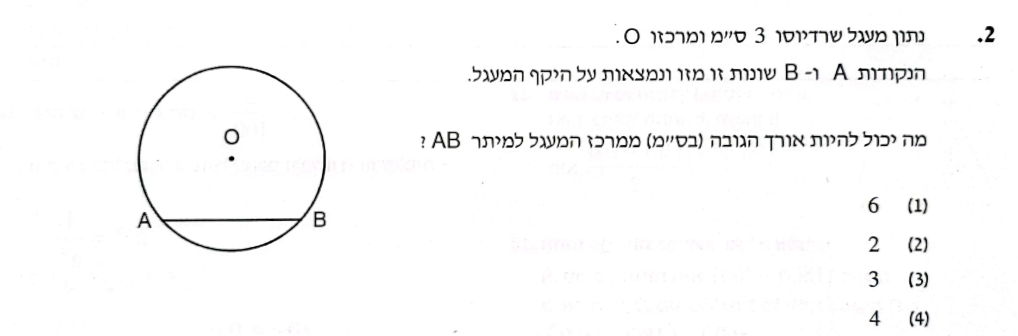 2. נתון מעגל שרדיוסו 3 ס״מ ומרכזו O.
הנקודות A ו- B שונות זו מזו ונמצאות על היקף המעגל.
מה יכול להיות אורך הגובה (בס״מ) ממרכז המעגל למיתר AB ?
(1) 6
(2) 2
(3) 3
(4) 4
O
A B